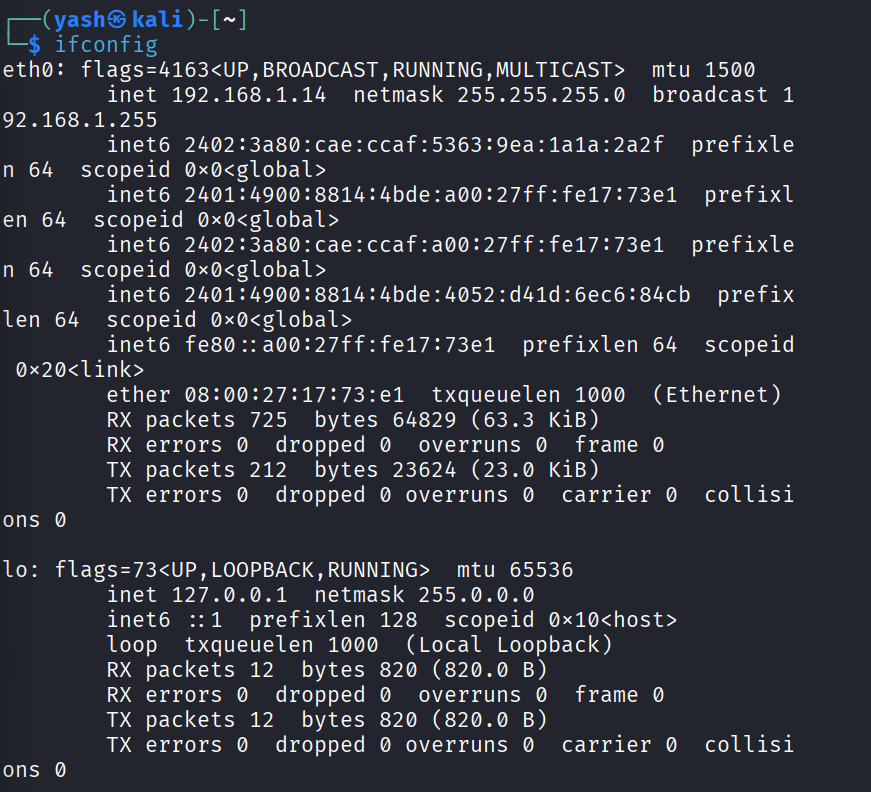 ┌──(yash㉿kali)-[~]
└─$ ifconfig
eth0: flags=4163<UP,BROADCAST,RUNNING,MULTICAST>  mtu 1500
        inet 192.168.1.14  netmask 255.255.255.0  broadcast 1
92.168.1.255
        inet6 2402:3a80:cae:ccaf:5363:9ea:1a1a:2a2f  prefixle
n 64  scopeid 0×0<global>
        inet6 2401:4900:8814:4bde:a00:27ff:fe17:73e1  prefixl
en 64  scopeid 0×0<global>
        inet6 2402:3a80:cae:ccaf:a00:27ff:fe17:73e1  prefixle
n 64  scopeid 0×0<global>
        inet6 2401:4900:8814:4bde:4052:d41d:6ec6:84cb  prefix
len 64  scopeid 0×0<global>
        inet6 fe80::a00:27ff:fe17:73e1  prefixlen 64  scopeid
 0×20<link>
        ether 08:00:27:17:73:e1  txqueuelen 1000  (Ethernet)
        RX packets 725  bytes 64829 (63.3 KiB)
        RX errors 0  dropped 0  overruns 0  frame 0
        TX packets 212  bytes 23624 (23.0 KiB)
        TX errors 0  dropped 0 overruns 0  carrier 0  collisi
ons 0

lo: flags=73<UP,LOOPBACK,RUNNING>  mtu 65536
        inet 127.0.0.1  netmask 255.0.0.0
        inet6 ::1  prefixlen 128  scopeid 0×10<host>
        loop  txqueuelen 1000  (Local Loopback)
        RX packets 12  bytes 820 (820.0 B)
        RX errors 0  dropped 0  overruns 0  frame 0
        TX packets 12  bytes 820 (820.0 B)
        TX errors 0  dropped 0 overruns 0  carrier 0  collisi
ons 0